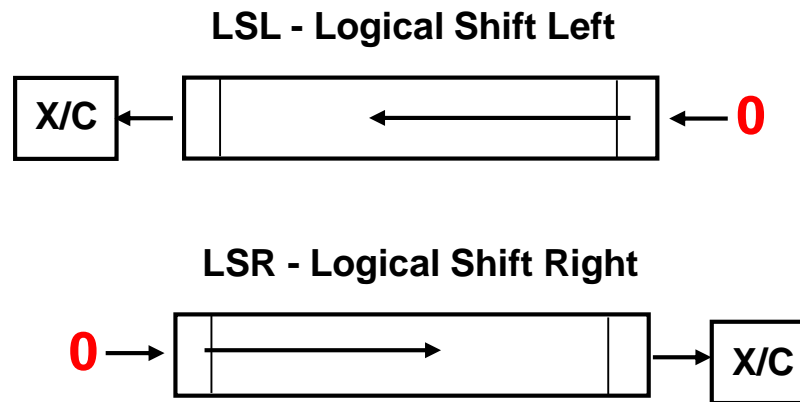 LSL - Logical Shift Left
X/C 0
LSR - Logical Shift Right
0 X/C